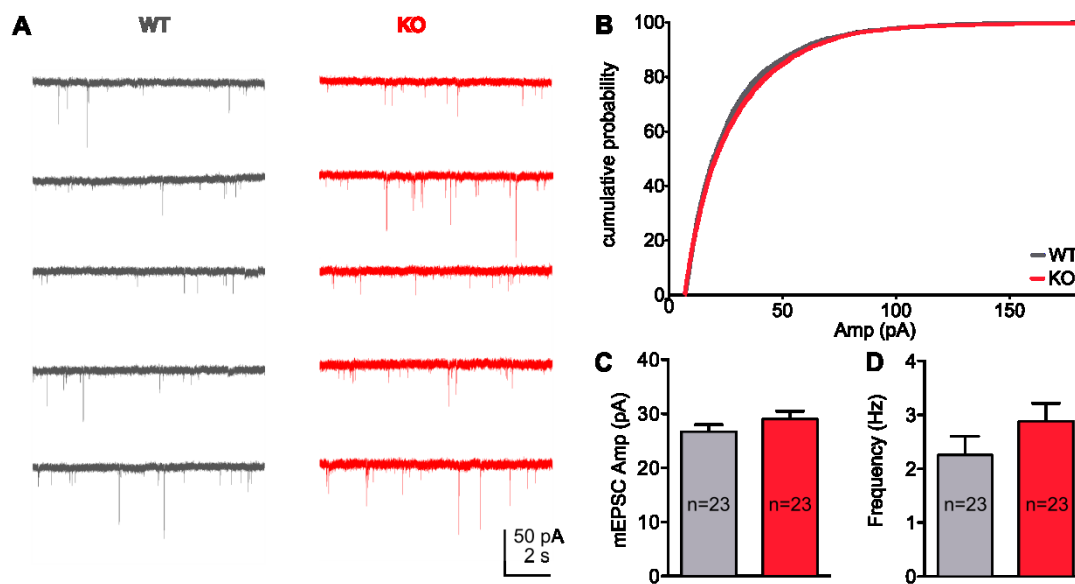 A
WT
KO
50 pA
2 s
B
100
80
60
40
20
0
cumulative probability
WT
KO
0
50
100
150
Amp (pA)
C
40
30
20
10
0
mEPSC Amp (pA)
n=23
n=23
D
4
3
2
1
0
Frequency (Hz)
n=23
n=23